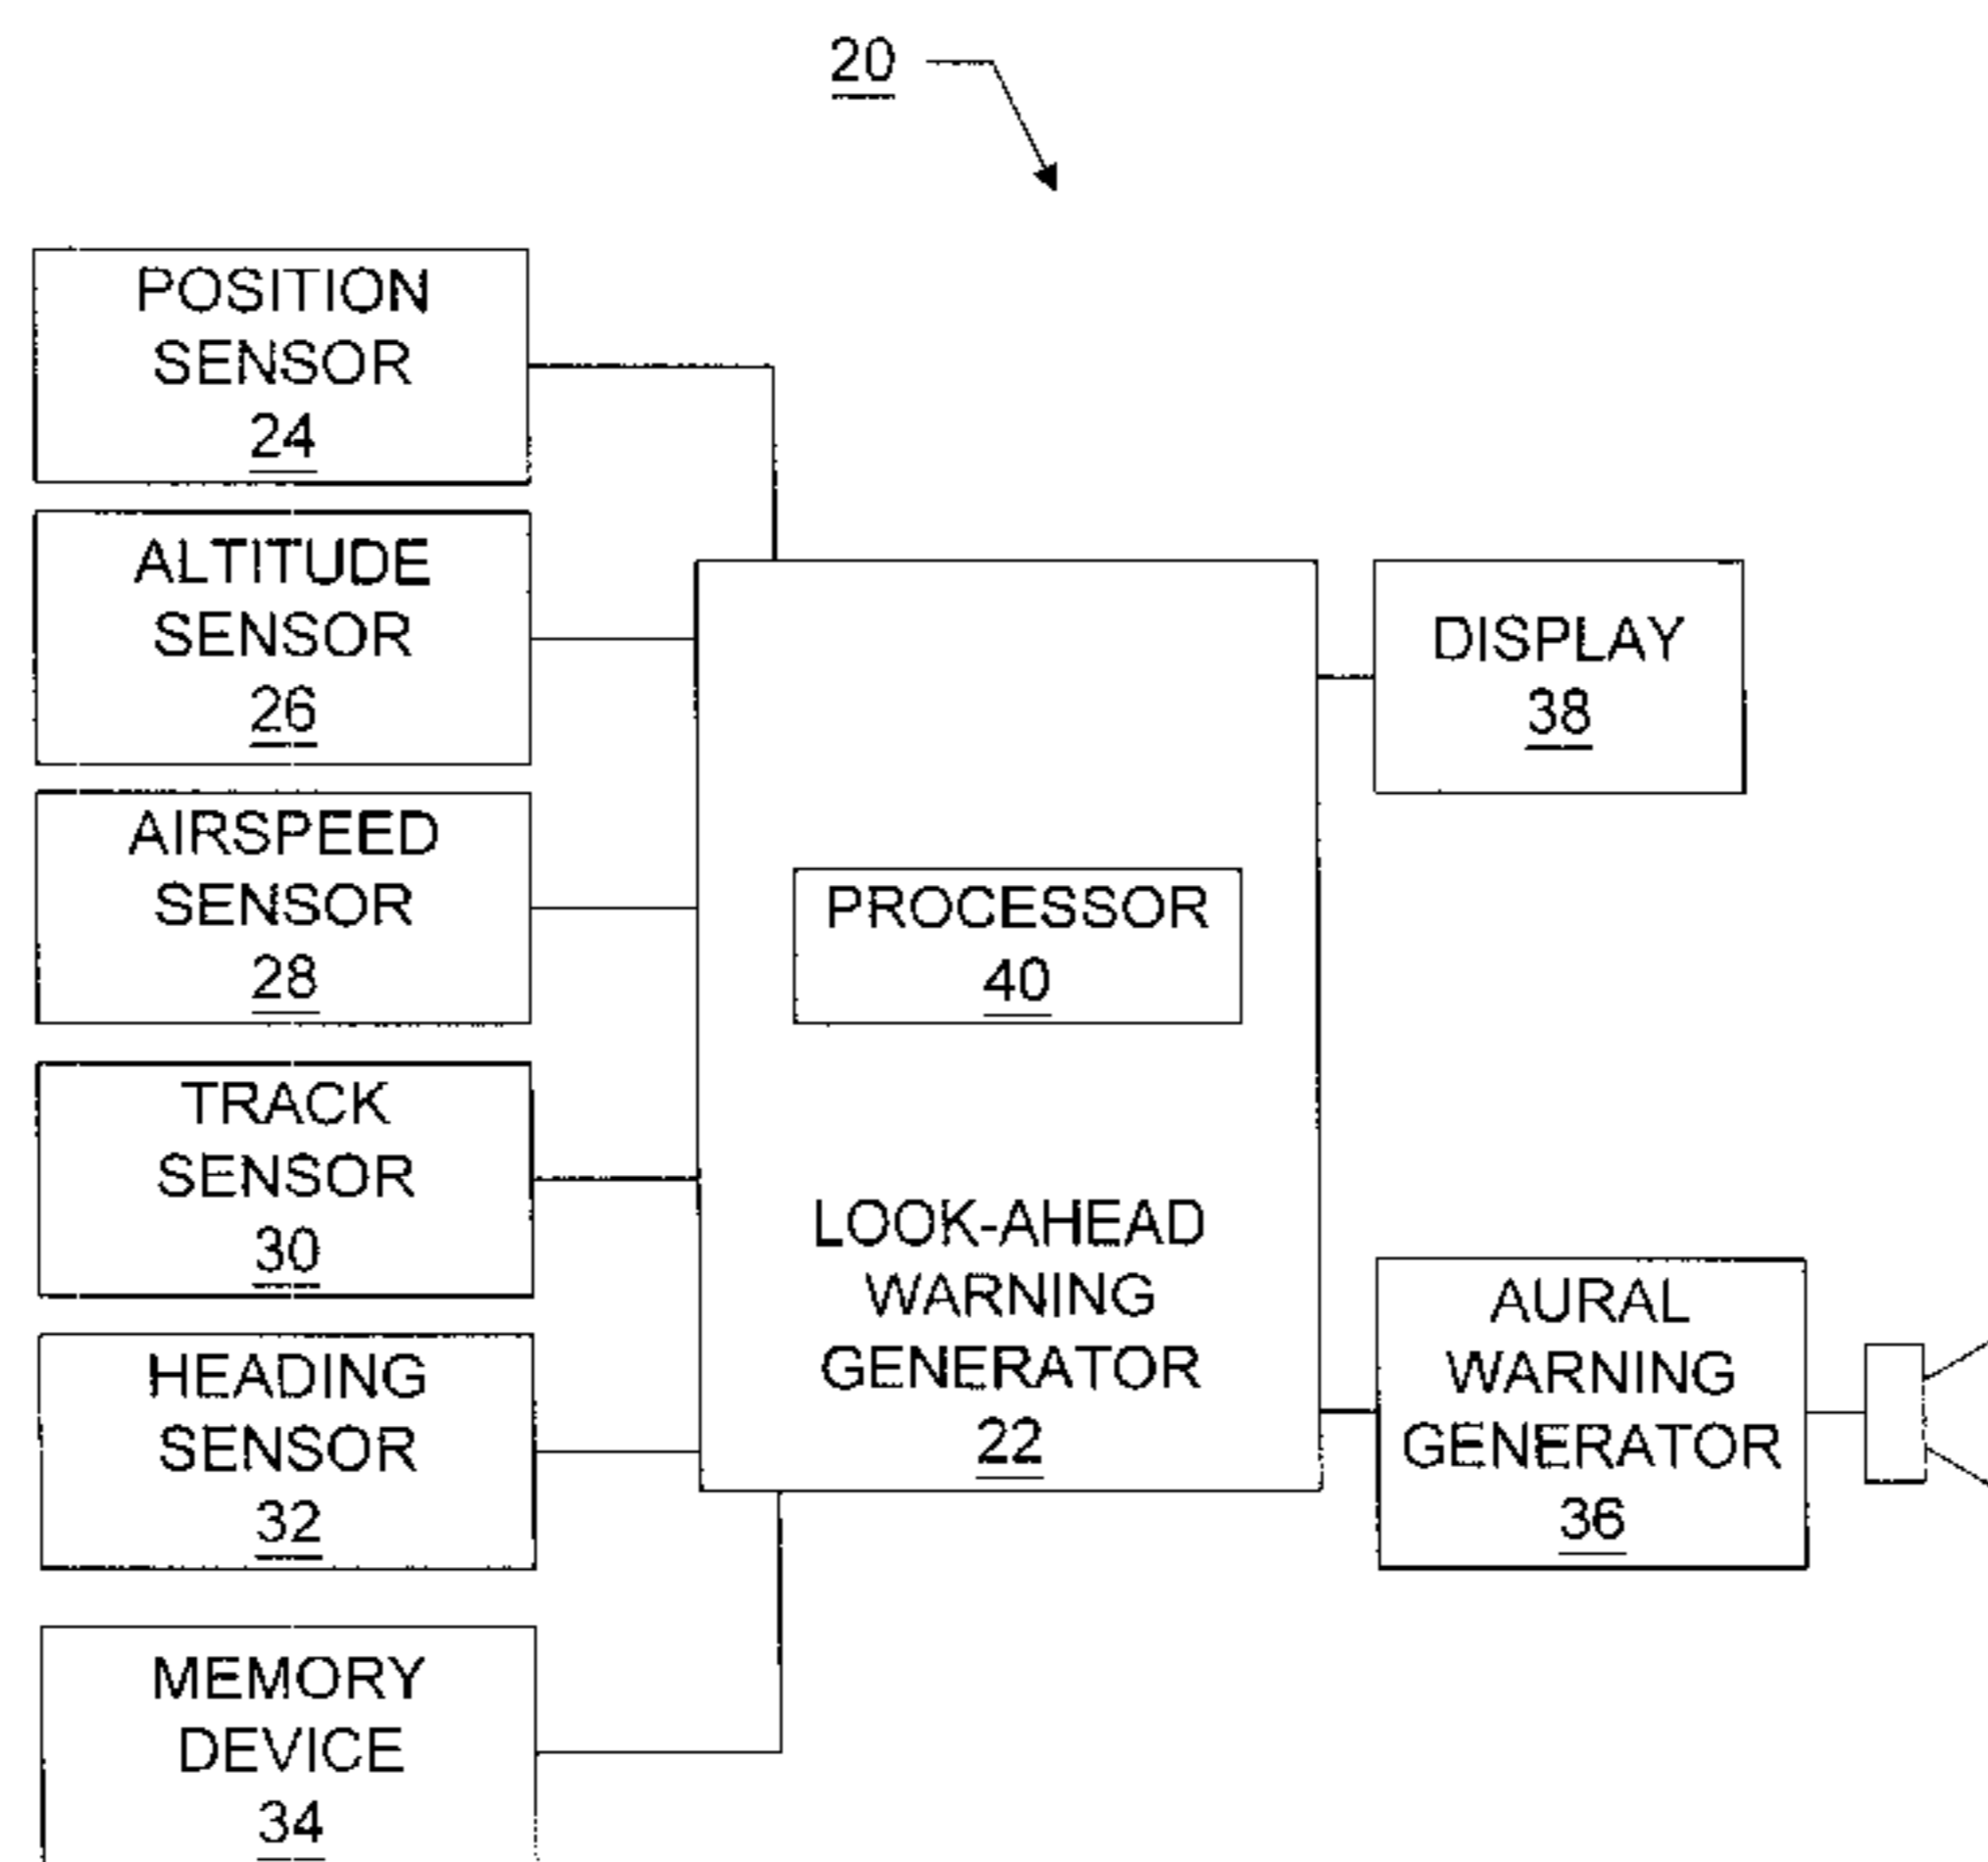 20
POSITION
SENSOR
24
ALTITUDE
SENSOR
26
AIRSPEED
SENSOR
28
TRACK
SENSOR
30
HEADING
SENSOR
32
MEMORY
DEVICE
34
PROCESSOR
40
LOOK-AHEAD
WARNING
GENERATOR
22
DISPLAY
38
AURAL
WARNING
GENERATOR
36